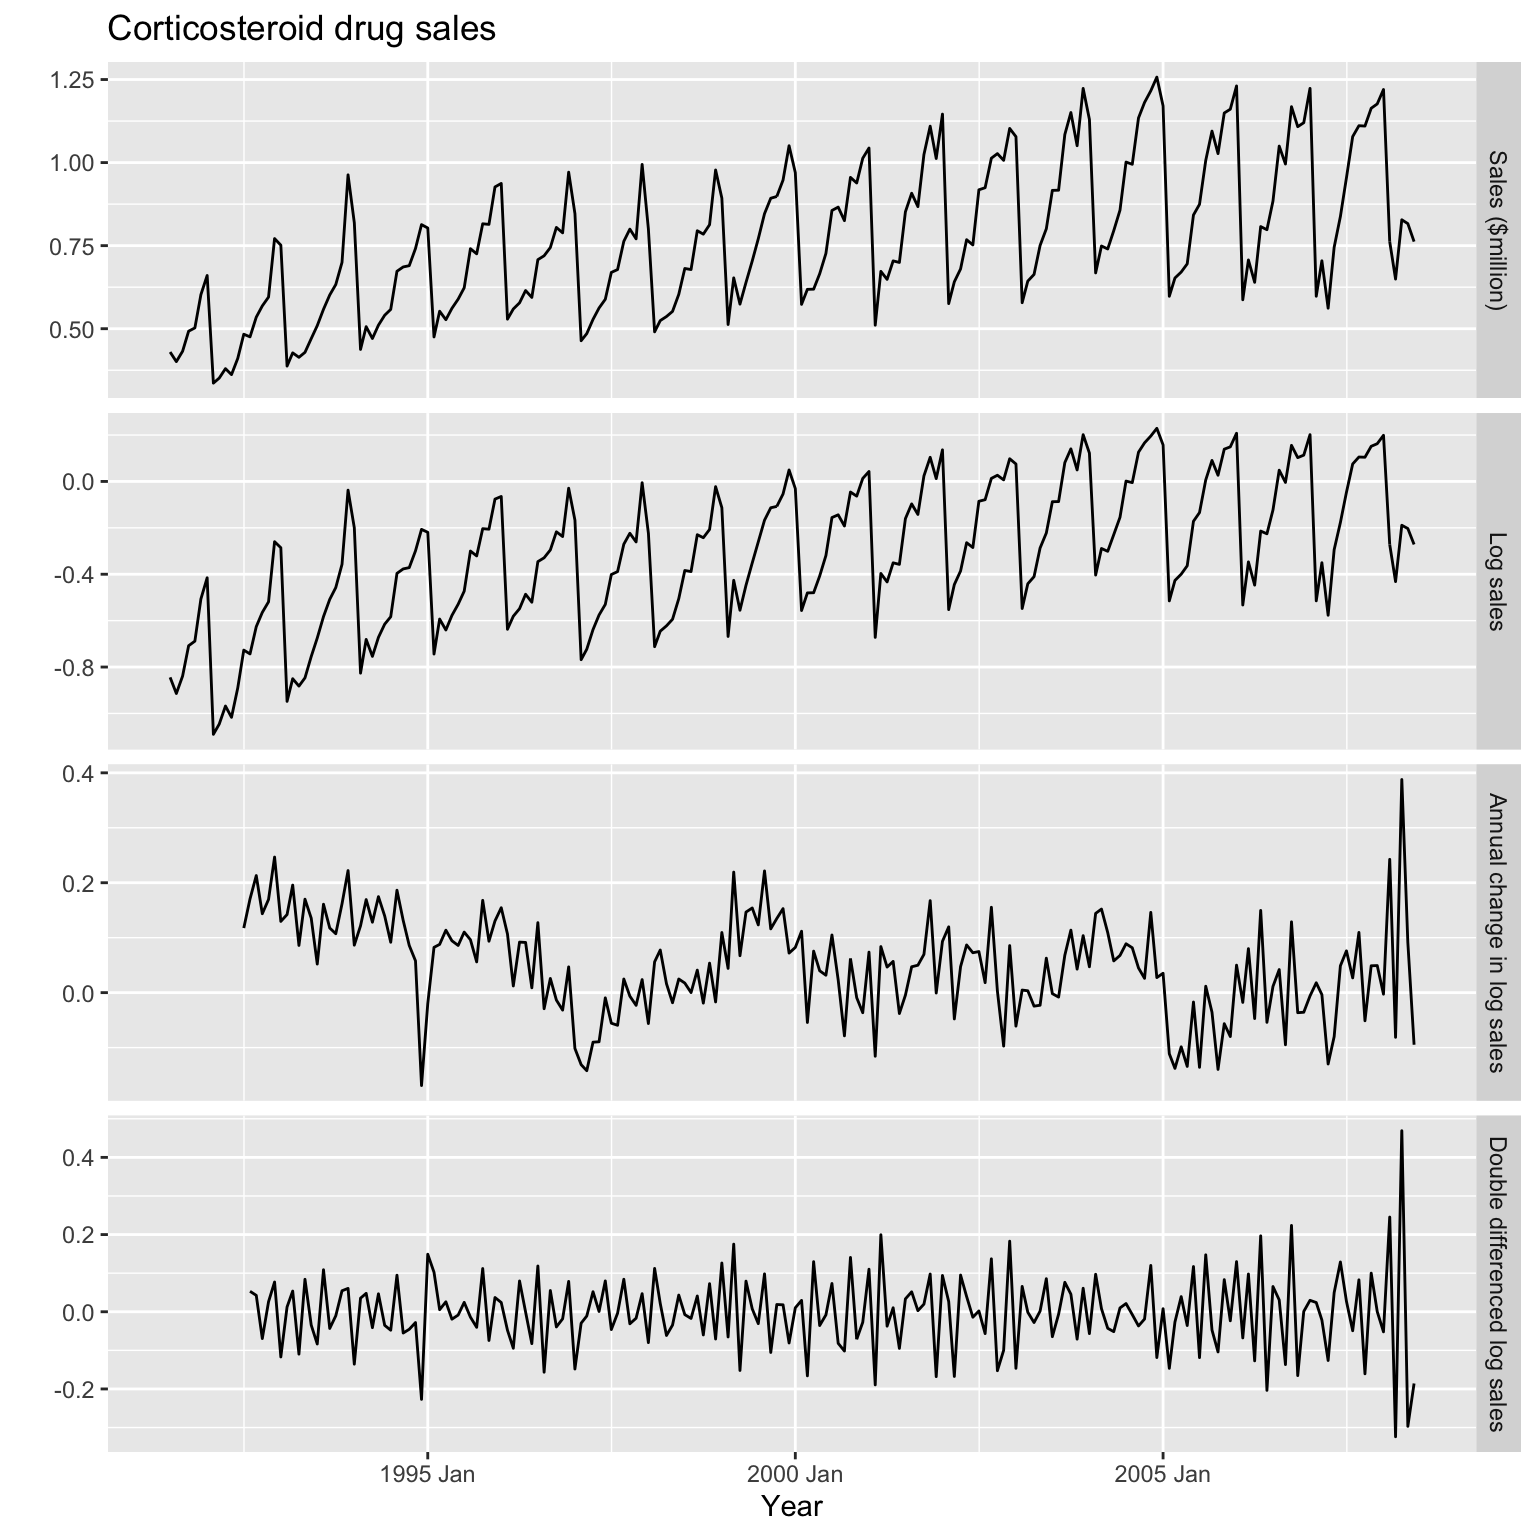 Corticosteroid drug sales
1.25
1.00
0.75
0.50
Sales ($million)
0.0
-0.4
-0.8
Log sales
0.4
0.2
0.0
Annual change in log sales
0.4
0.2
0.0
-0.2
Double differenced log sales
1995 Jan
2000 Jan
2005 Jan
Year